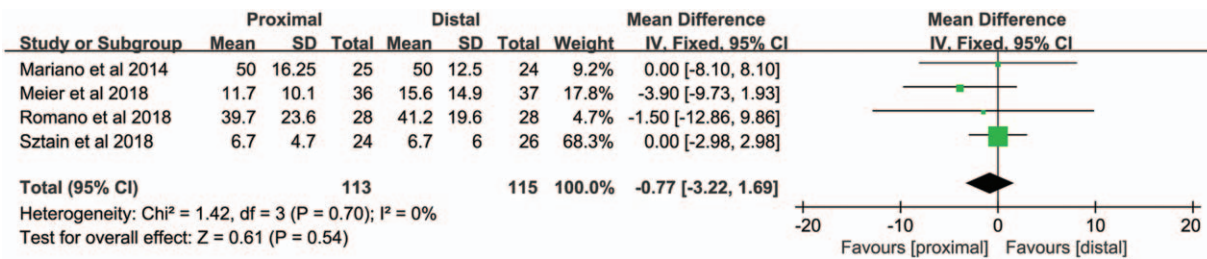 Proximal Distal Mean Difference Mean Difference
Study or Subgroup Mean SD Total Mean SD Total Weight IV, Fixed, 95% CI IV, Fixed, 95% CI
Mariano et al 2014 50 16.25 25 50 12.5 24 9.2% 0.00 [-8.10, 8.10]
Meier et al 2018 11.7 10.1 36 15.6 14.9 37 17.8% -3.90 [-9.73, 1.93]
Romano et al 2018 39.7 23.6 28 41.2 19.6 28 4.7% -1.50 [-12.86, 9.86]
Sztain et al 2018 6.7 4.7 24 6.7 6 26 68.3% 0.00 [-2.98, 2.98]
Total (95% CI) 113 115 100.0% -0.77 [-3.22, 1.69]
Heterogeneity: Chi² = 1.42, df = 3 (P = 0.70); I² = 0%
Test for overall effect: Z = 0.61 (P = 0.54)
-20 -10 0 10 20
Favours [proximal] Favours [distal]